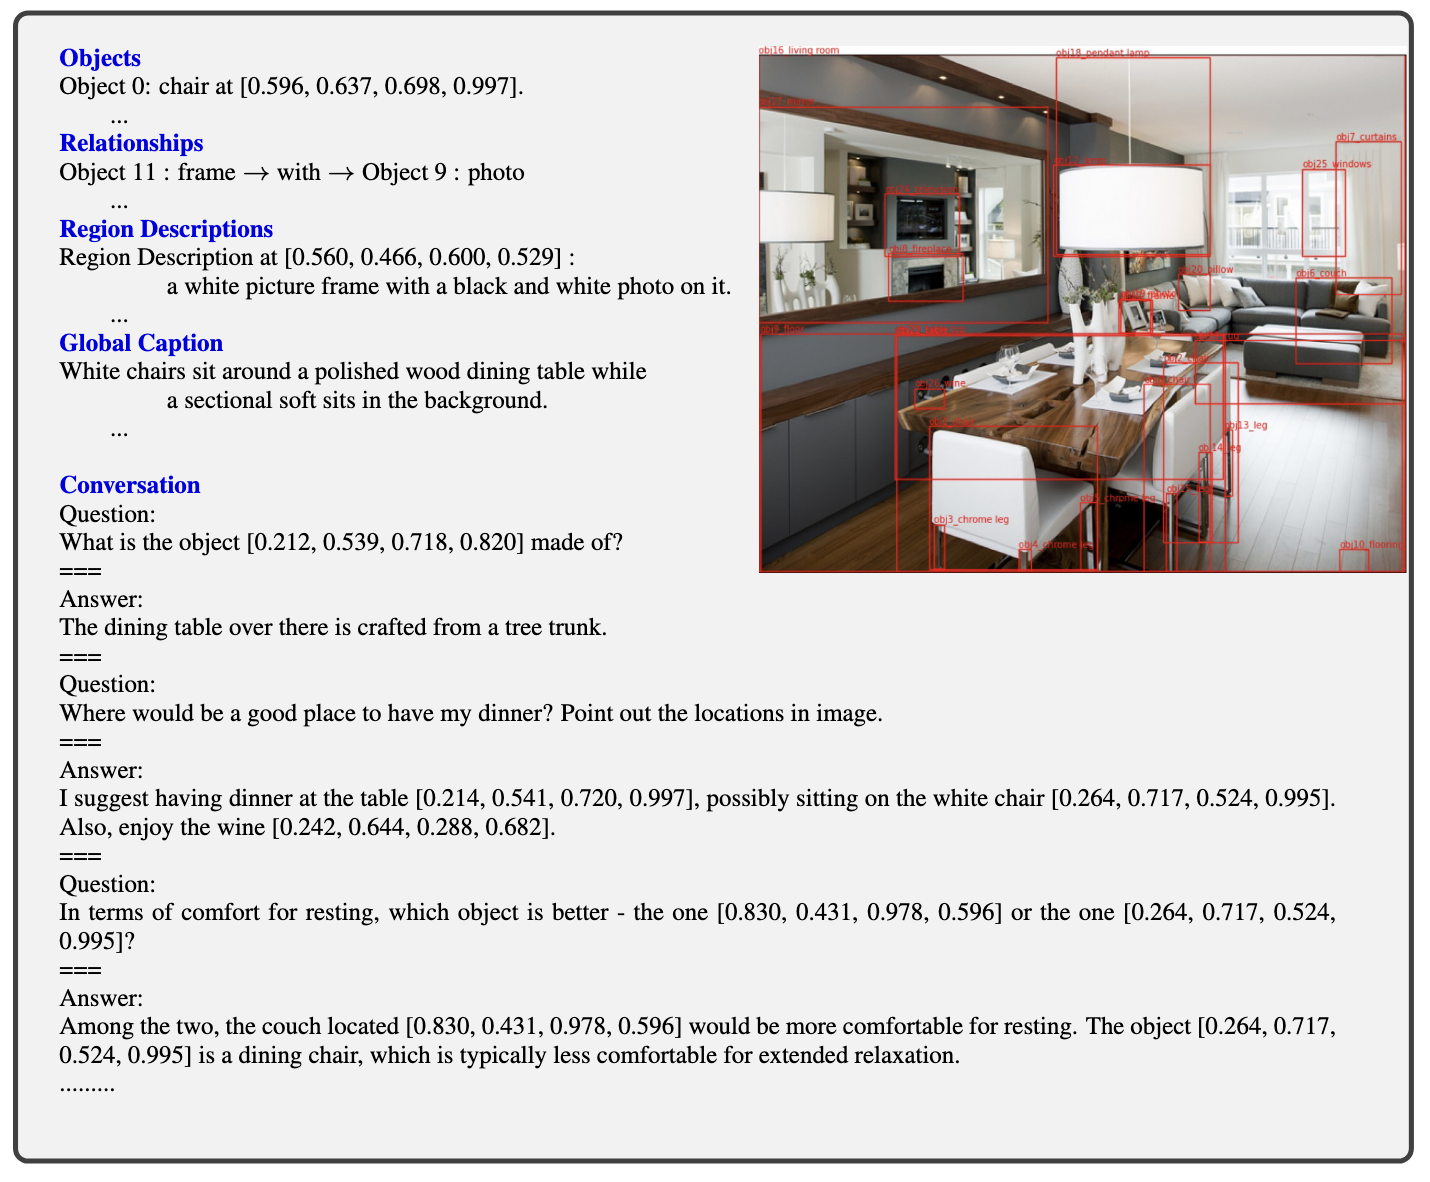 Objects
Object 0: chair at [0.596, 0.637, 0.698, 0.997].
...
Relationships
Object 11 : frame → with → Object 9 : photo
...
Region Descriptions
Region Description at [0.560, 0.466, 0.600, 0.529] :
a white picture frame with a black and white photo on it.
...
Global Caption
White chairs sit around a polished wood dining table while
a sectional soft sits in the background.
...
obj16_living room
obj18_pendant lamp
obj7_curtains
obj25_windows
obj8_fireplace
obj20_pillow
obj6_couch
obj9_floor
obj13_leg
obj3_chrome leg
obj4_chrome leg
obj10_flooring
Conversation
Question:
What is the object [0.212, 0.539, 0.718, 0.820] made of?
===
Answer:
The dining table over there is crafted from a tree trunk.
===
Question:
Where would be a good place to have my dinner? Point out the locations in image.
===
Answer:
I suggest having dinner at the table [0.214, 0.541, 0.720, 0.997], possibly sitting on the white chair [0.264, 0.717, 0.524, 0.995].
Also, enjoy the wine [0.242, 0.644, 0.288, 0.682].
===
Question:
In terms of comfort for resting, which object is better - the one [0.830, 0.431, 0.978, 0.596] or the one [0.264, 0.717, 0.524,
0.995]?
===
Answer:
Among the two, the couch located [0.830, 0.431, 0.978, 0.596] would be more comfortable for resting. The object [0.264, 0.717,
0.524, 0.995] is a dining chair, which is typically less comfortable for extended relaxation.
.........